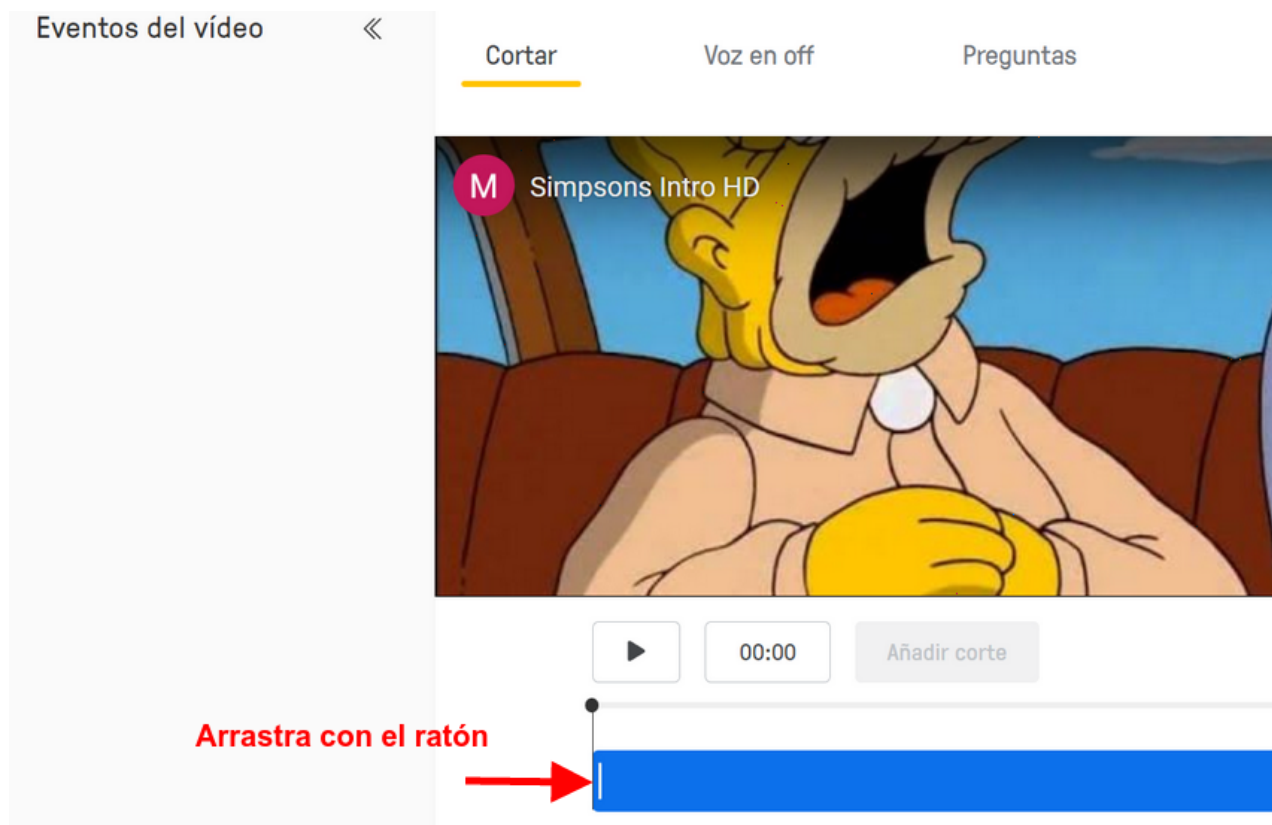 Eventos del vídeo
Cortar
Voz en off
Preguntas
M
Simpsons Intro HD
00:00
Añadir corte
Arrastra con el ratón